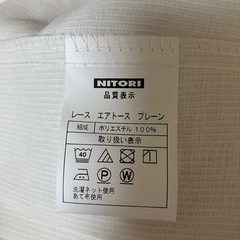 NITORI
品質表示
レース エアトース プレーン
組成 ポリエステル 100%
取り扱い表示
40
P W
洗濯ネット使用
あて布使用